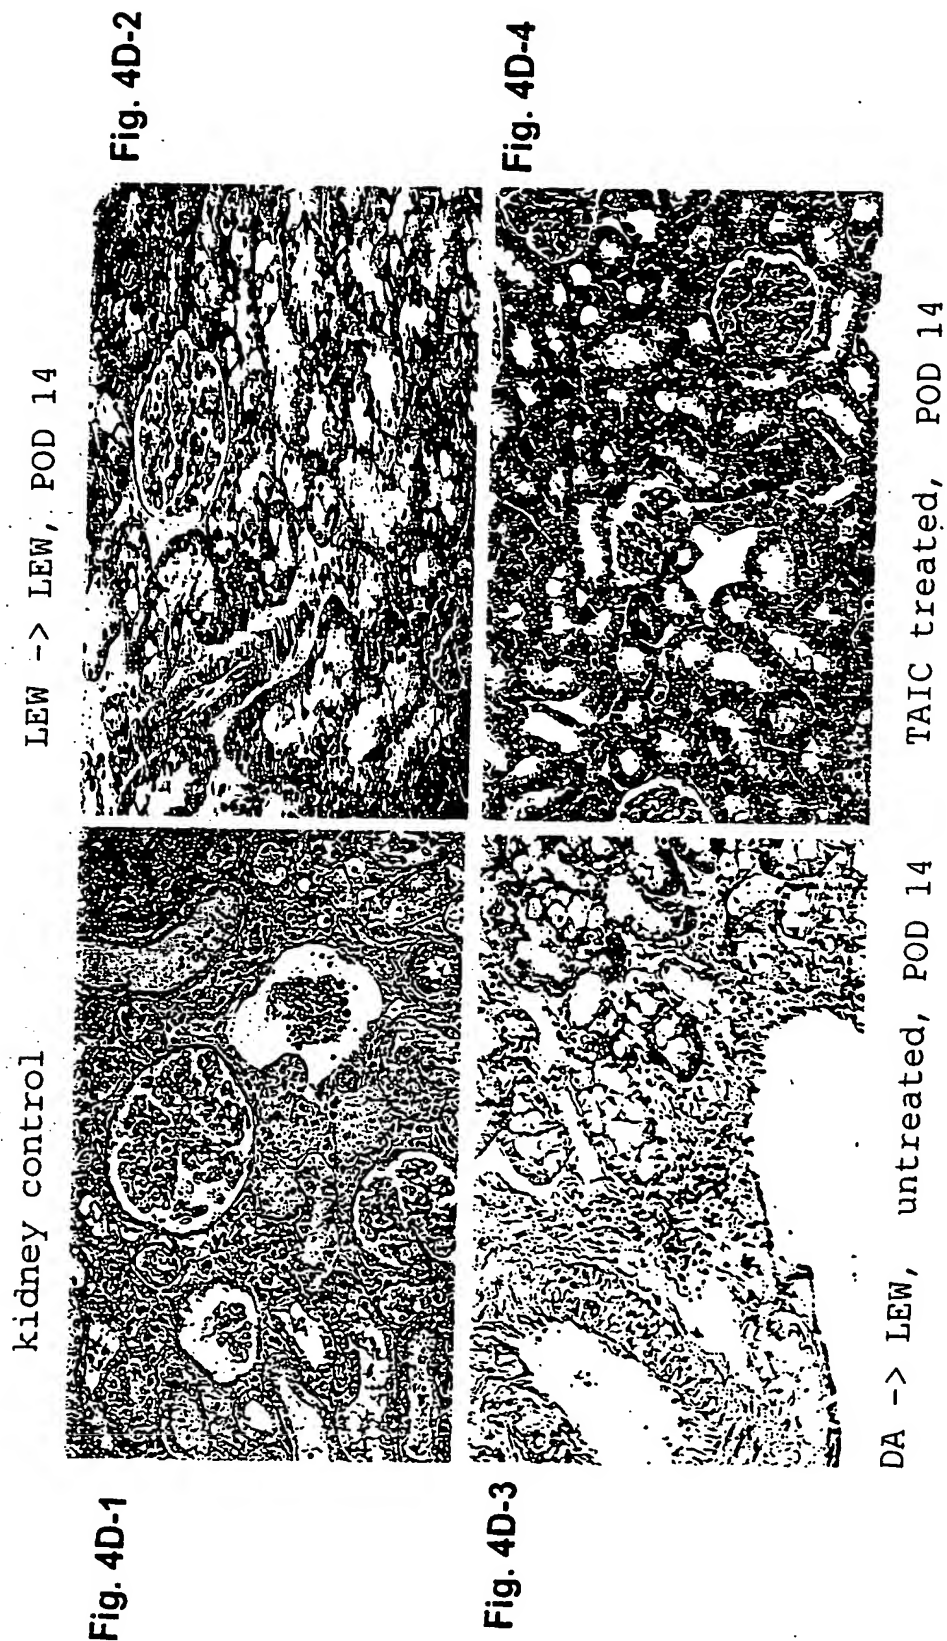 kidney control
LEW -> LEW, POD 14
Fig. 4D-1
Fig. 4D-2
Fig. 4D-3
Fig. 4D-4
DA -> LEW, untreated, POD 14
TAIC treated, POD 14